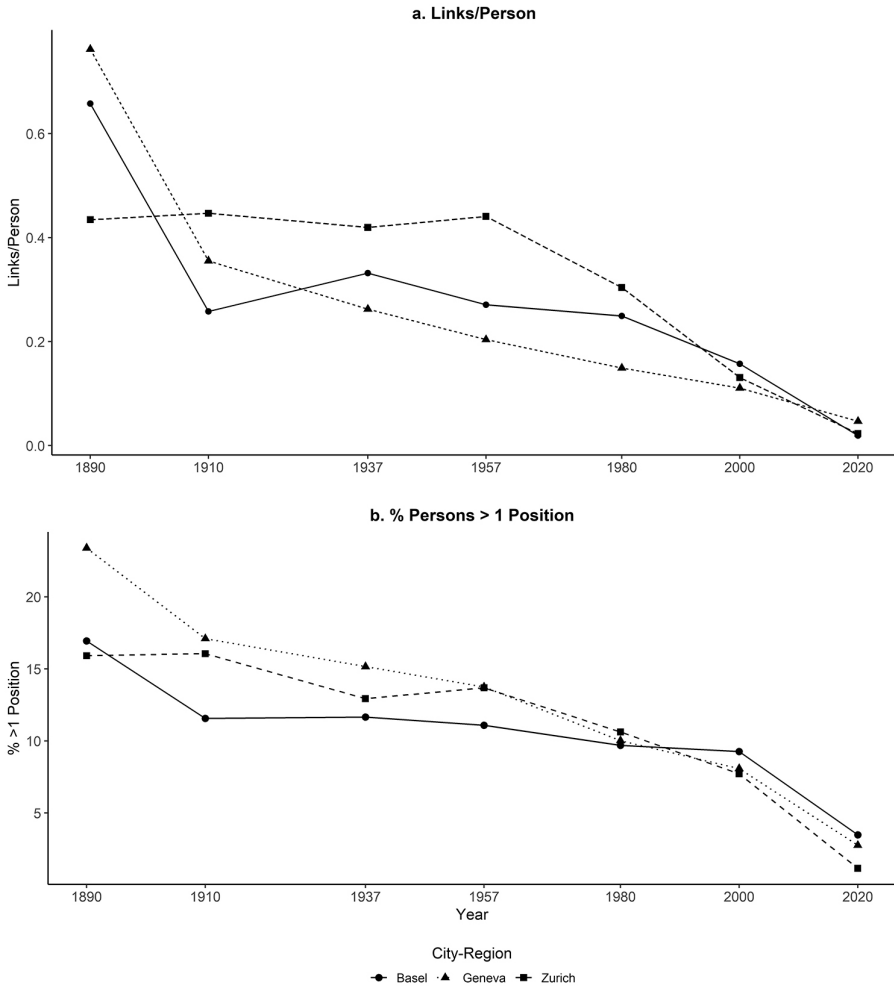 a. Links/Person
Links/Person
0.6
0.4
0.2
0.0
1890 1910 1937 1957 1980 2000 2020
b. % Persons > 1 Position
% >1 Position
20
15
10
5
1890 1910 1937 1957 1980 2000 2020
Year
City-Region
Basel Geneva Zurich